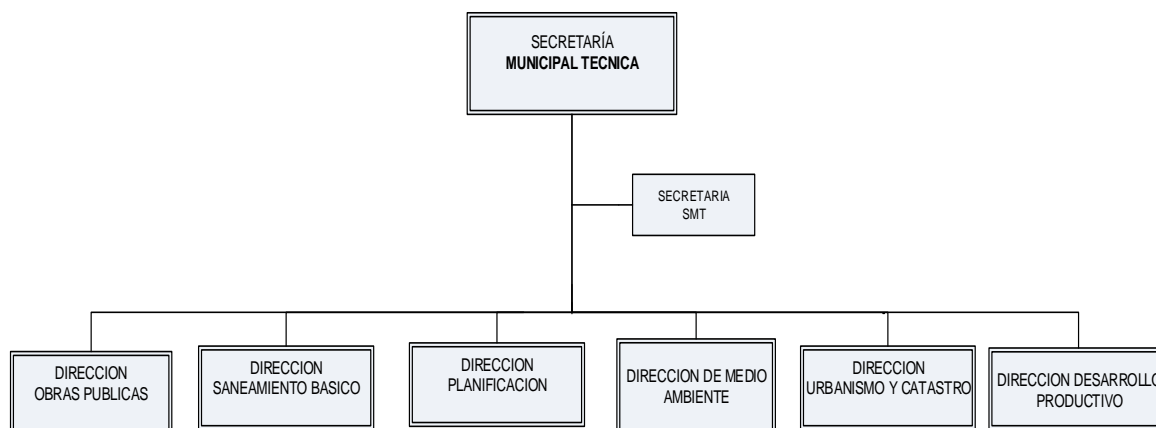 SECRETARÍA
MUNICIPAL TECNICA
SECRETARIA
SMT
DIRECCION
OBRAS PUBLICAS
DIRECCION
SANEAMIENTO BASICO
DIRECCION
PLANIFICACION
DIRECCION DE MEDIO
AMBIENTE
DIRECCION
URBANISMO Y CATASTRO
DIRECCION DESARROLLO
PRODUCTIVO